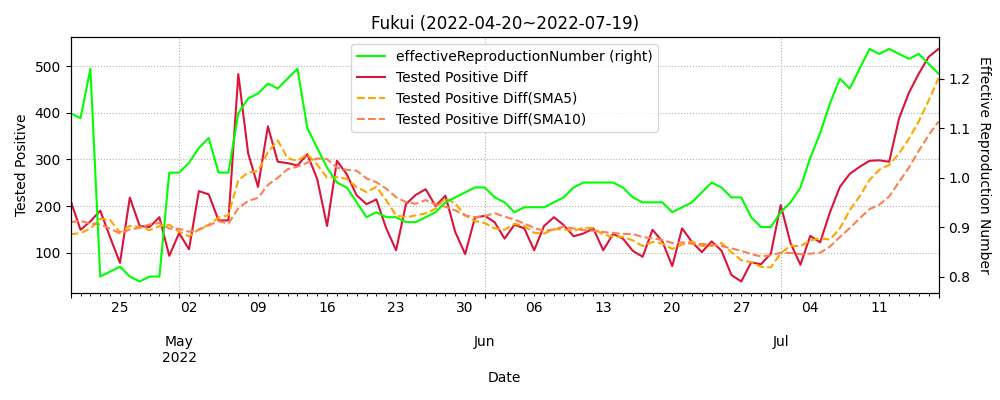 Fukui (2022-04-20~2022-07-19)
effectiveReproductionNumber (right)
Tested Positive Diff
Tested Positive Diff(SMA5)
Tested Positive Diff(SMA10)
Tested Positive
500
400
300
200
100
1.2
1.1
1.0
0.9
0.8
Effective Reproduction Number
25 02 09 16 23 30 06 13 20 27 04 11
May Jun Jul
2022
Date